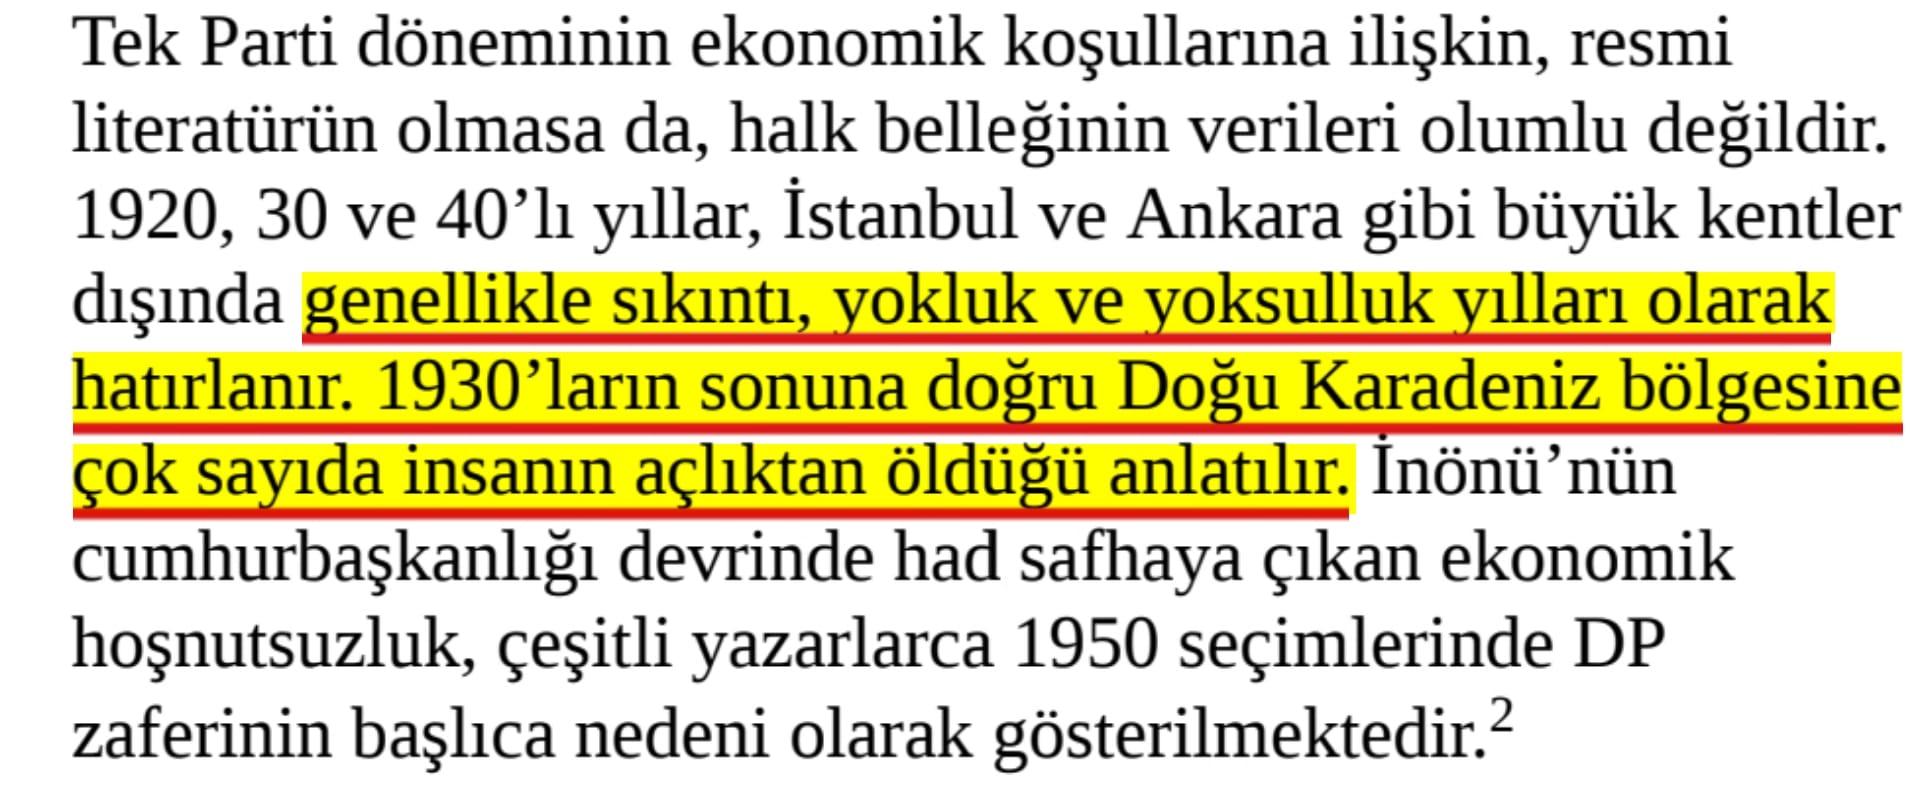 Tek Parti döneminin ekonomik koşullarına ilişkin, resmi
literatürün olmasa da, halk belleğinin verileri olumlu değildir.
1920, 30 ve 40’lı yıllar, İstanbul ve Ankara gibi büyük kentler
dışında genellikle sıkıntı, yokluk ve yoksulluk yılları olarak
hatırlanır. 1930’ların sonuna doğru Doğu Karadeniz bölgesine
çok sayıda insanın açlıktan öldüğü anlatılır. İnönü’nün
cumhurbaşkanlığı devrinde had safhaya çıkan ekonomik
hoşnutsuzluk, çeşitli yazarlarca 1950 seçimlerinde DP
zaferinin başlıca nedeni olarak gösterilmektedir.2